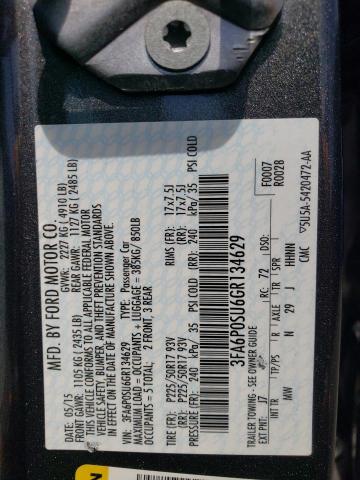 MFD. BY FORD MOTOR CO.
DATE: 05/15 GVWR: 2227 KG ( 4910 LB)
FRONT GAWR: 1105 KG ( 2435 LB) REAR GAWR: 1127 KG ( 2485 LB)
THIS VEHICLE CONFORMS TO ALL APPLICABLE FEDERAL MOTOR
VEHICLE SAFETY, BUMPER, AND THEFT PREVENTION STANDARDS
IN EFFECT ON THE DATE OF MANUFACTURE SHOWN ABOVE.
VIN: 3FA6P0SU6GR134629 TYPE: Passenger Car
MAXIMUM LOAD = OCCUPANTS + LUGGAGE = 385KG/ 850LB
OCCUPANTS = 5 TOTAL: 2 FRONT, 3 REAR
TIRE (FR): P225/50R17 93V RIMS (FR): 17x7.5J
TIRE (RR): P225/50R17 93V RIMS (RR): 17x7.5J
PRESSURE (FR): 240 kPa/ 35 PSI COLD (RR): 240 kPa/ 35 PSI COLD
3FA6P0SU6GR134629
TRAILER TOWING - SEE OWNER GUIDE
F0007
R0028
EXT PNT: J7 RC: 72 DSO:
INT TR TP/PS R AXLE TR SPR
MW N 29 J HHNN
CMC
5U5A-5420472-AA